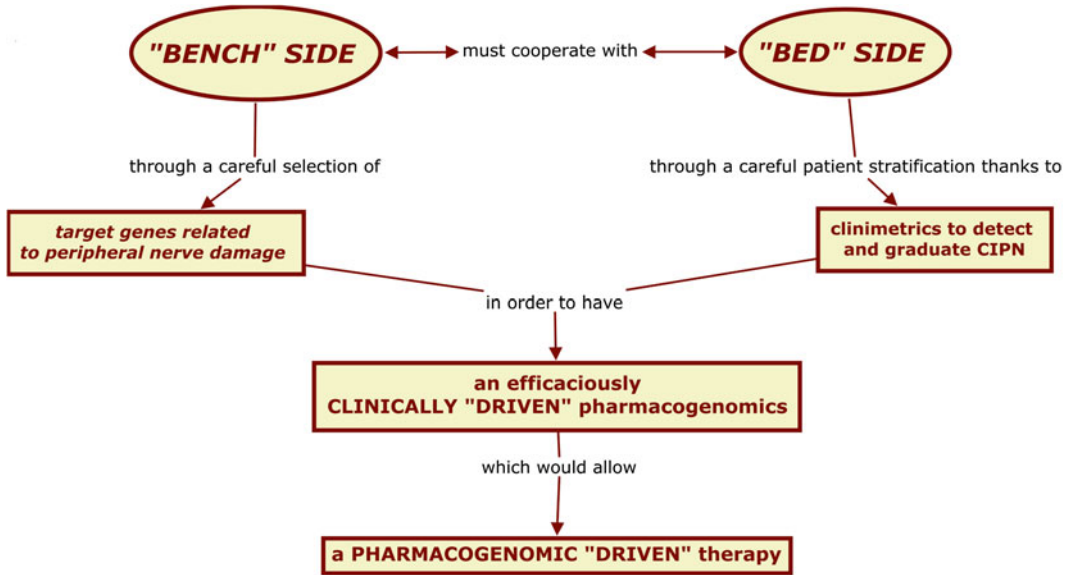 "BENCH" SIDE
must cooperate with
"BED" SIDE
through a careful selection of
through a careful patient stratification thanks to
target genes related
to peripheral nerve damage
clinimetrics to detect
and graduate CIPN
in order to have
an efficaciously
CLINICALLY "DRIVEN" pharmacogenomics
which would allow
a PHARMACOGENOMIC "DRIVEN" therapy